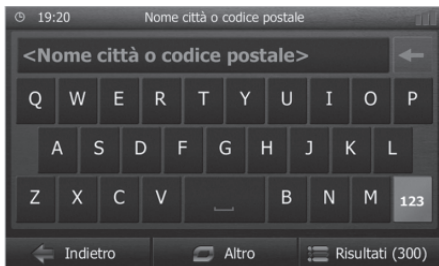 19:20 Nome città o codice postale
<Nome città o codice postale>
Q W E R T Y U I O P
A S D F G H J K L
Z X C V B N M 123
Indietro Altro Risultati (300)